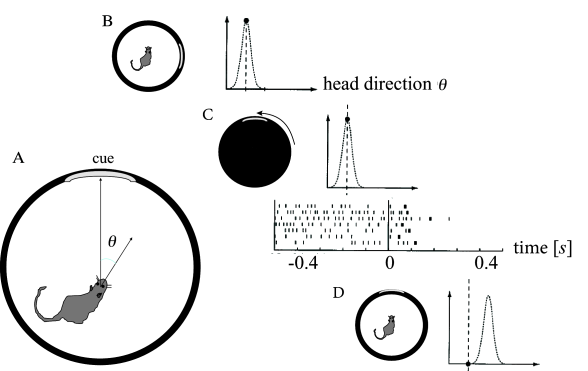 B
head direction θ
C
A
cue
θ
time [s]
-0.4 0 0.4
D